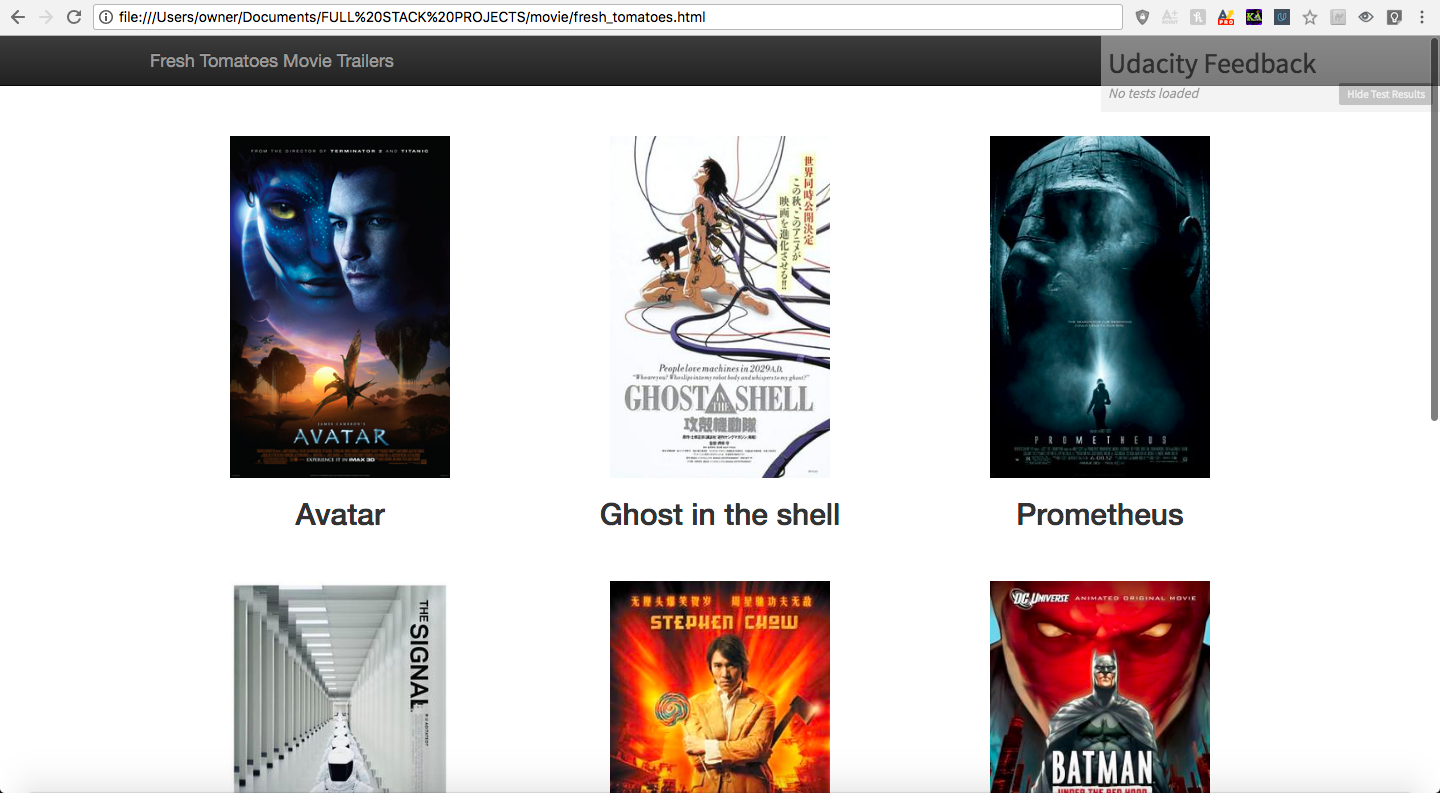 file:///Users/owner/Documents/FULL%20STACK%20PROJECTS/movie/fresh_tomatoes.html
Fresh Tomatoes Movie Trailers
Udacity Feedback
No tests loaded
Hide Test Results
FROM THE DIRECTOR OF TERMINATOR 2 AND TITANIC
JAMES CAMERON'S
AVATAR
EXPERIENCE IT IN IMAX 3D
Avatar
世界同時公開決定
この秋、このアニメが
映画を進化させる!!
People love machines in 2029 A.D.
"Who are you? Who slips into my robot body and whispers to my ghost?"
GHOST IN THE SHELL
攻殻機動隊
Ghost in the shell
PROMETHEUS
Prometheus
THE SIGNAL
无厘头爆笑贺岁 周星驰功夫无敌
STEPHEN CHOW
DC UNIVERSE ANIMATED ORIGINAL MOVIE
BATMAN
UNDER THE RED HOOD